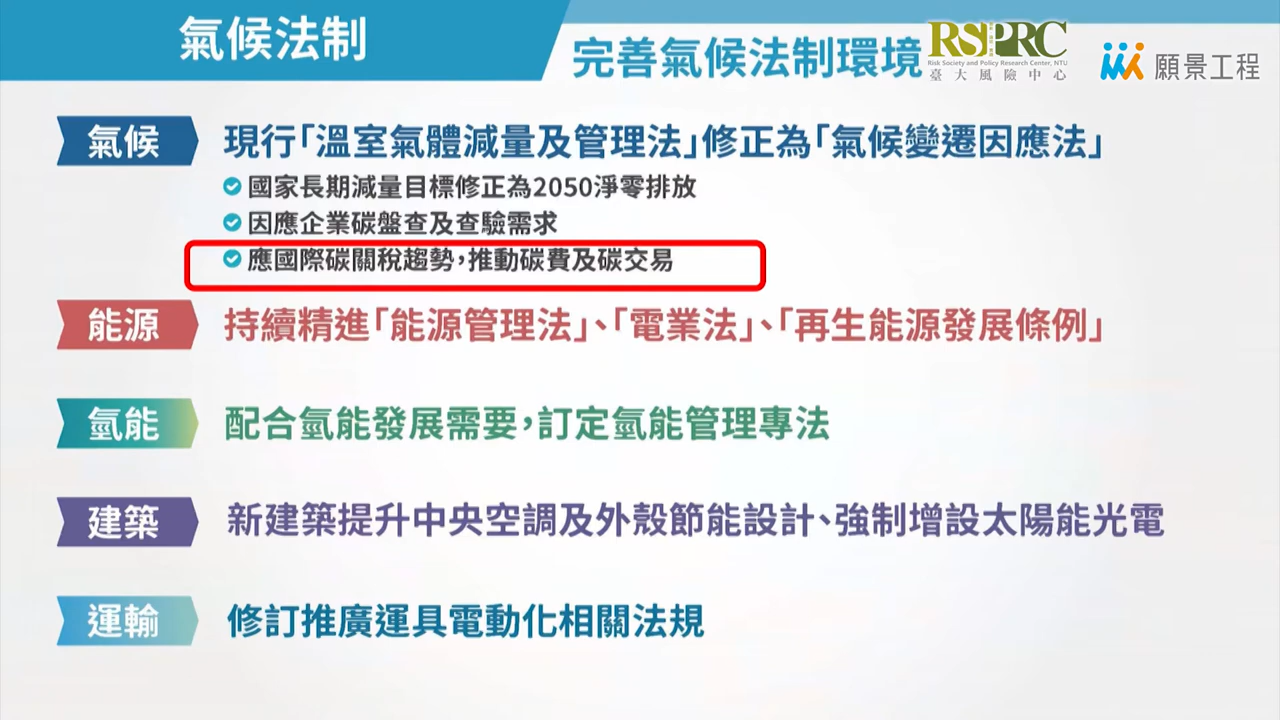 氣候法制
完善氣候法制環境
RSPRC
Risk Society and Policy Research Center, NTU
臺大風險中心
願景工程
氣候
現行「溫室氣體減量及管理法」修正為「氣候變遷因應法」
國家長期減量目標修正為2050淨零排放
因應企業碳盤查及查驗需求
應國際碳關稅趨勢,推動碳費及碳交易
能源
持續精進「能源管理法」、「電業法」、「再生能源發展條例」
氫能
配合氫能發展需要,訂定氫能管理專法
建築
新建築提升中央空調及外殼節能設計、強制增設太陽能光電
運輸
修訂推廣運具電動化相關法規